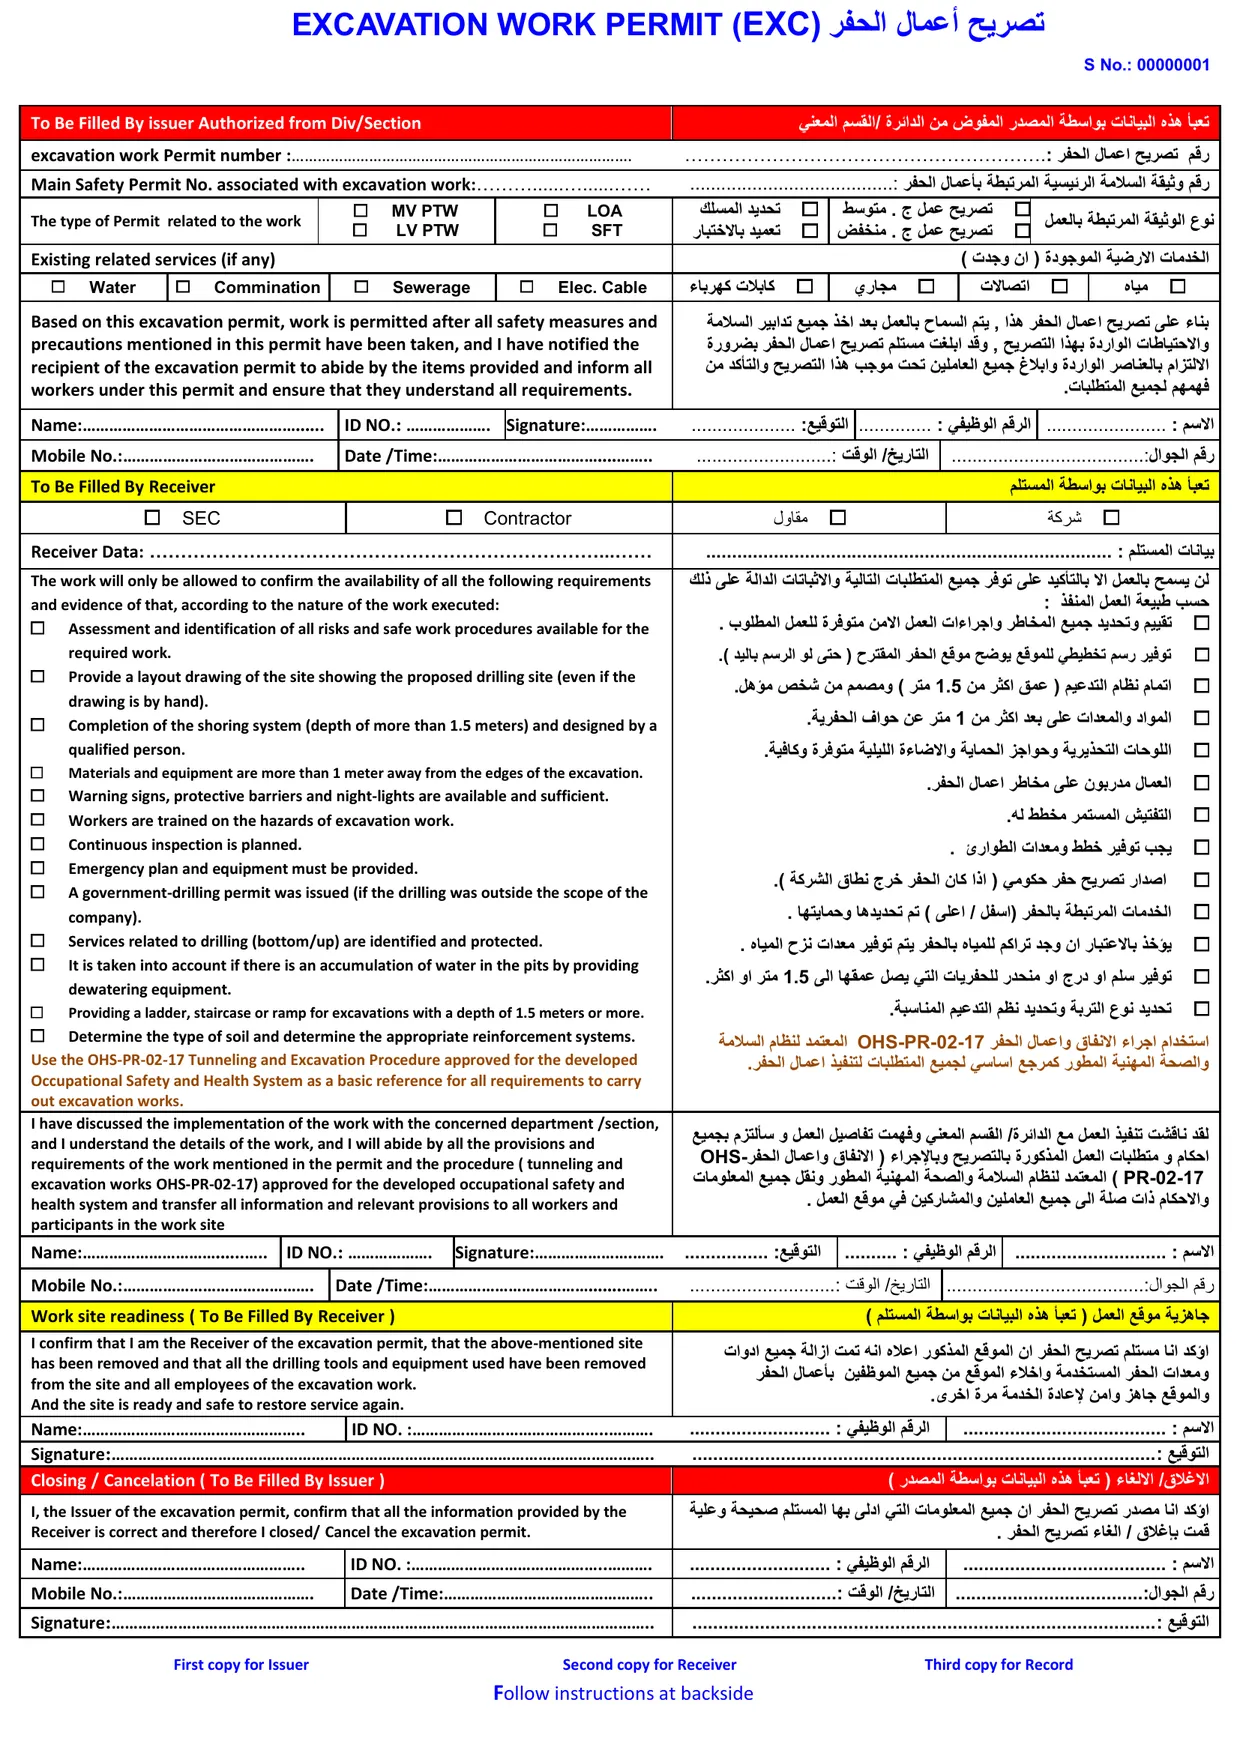 EXCAVATION WORK PERMIT (EXC) تصريح أعمال الحفر
S No.: 00000001
To Be Filled By issuer Authorized from Div/Section
تعبأ هذه البيانات بواسطة المصدر المفوض من الدائرة /القسم المعني
excavation work Permit number :........................................................................
رقم تصريح اعمال الحفر : ......................................................
Main Safety Permit No. associated with excavation work:..............................
رقم وثيقة السلامة الرئيسية المرتبطة بأعمال الحفر :.......................................
The type of Permit related to the work
☐ MV PTW
☐ LV PTW
☐ LOA
☐ SFT
☐ تحديد المسلك
☐ تعميد بالاختبار
☐ تصريح عمل ج . متوسط
☐ تصريح عمل ج . منخفض
نوع الوثيقة المرتبطة بالعمل
Existing related services (if any)
الخدمات الارضية الموجودة ( ان وجدت )
☐ Water ☐ Commination ☐ Sewerage ☐ Elec. Cable
☐ مياه ☐ اتصالات ☐ مجاري ☐ كابلات كهرباء
Based on this excavation permit, work is permitted after all safety measures and
precautions mentioned in this permit have been taken, and I have notified the
recipient of the excavation permit to abide by the items provided and inform all
workers under this permit and ensure that they understand all requirements.
بناء على تصريح اعمال الحفر هذا , يتم السماح بالعمل بعد اخذ جميع تدابير السلامة
والاحتياطات الواردة بهذا التصريح , وقد ابلغت مستلم تصريح اعمال الحفر بضرورة
الالتزام بالعناصر الواردة وابلاغ جميع العاملين تحت موجب هذا التصريح والتأكد من
فهمهم لجميع المتطلبات.
Name:................................................ ID NO.: ................... Signature:................
الاسم : ....................... الرقم الوظيفي : .............. التوقيع: ....................
Mobile No.:....................................... Date /Time:.............................................
رقم الجوال:..................................... التاريخ/ الوقت :..........................
To Be Filled By Receiver
تعبأ هذه البيانات بواسطة المستلم
☐ SEC ☐ Contractor
☐ شركة ☐ مقاول
Receiver Data: ..............................................................................
بيانات المستلم : ..............................................................................
The work will only be allowed to confirm the availability of all the following requirements
and evidence of that, according to the nature of the work executed:
☐ Assessment and identification of all risks and safe work procedures available for the
required work.
☐ Provide a layout drawing of the site showing the proposed drilling site (even if the
drawing is by hand).
☐ Completion of the shoring system (depth of more than 1.5 meters) and designed by a
qualified person.
☐ Materials and equipment are more than 1 meter away from the edges of the excavation.
☐ Warning signs, protective barriers and night-lights are available and sufficient.
☐ Workers are trained on the hazards of excavation work.
☐ Continuous inspection is planned.
☐ Emergency plan and equipment must be provided.
☐ A government-drilling permit was issued (if the drilling was outside the scope of the
company).
☐ Services related to drilling (bottom/up) are identified and protected.
☐ It is taken into account if there is an accumulation of water in the pits by providing
dewatering equipment.
☐ Providing a ladder, staircase or ramp for excavations with a depth of 1.5 meters or more.
☐ Determine the type of soil and determine the appropriate reinforcement systems.
Use the OHS-PR-02-17 Tunneling and Excavation Procedure approved for the developed
Occupational Safety and Health System as a basic reference for all requirements to carry
out excavation works.
لن يسمح بالعمل الا بالتأكيد على توفر جميع المتطلبات التالية والاثباتات الدالة على ذلك
حسب طبيعة العمل المنفذ :
☐ تقييم وتحديد جميع المخاطر واجراءات العمل الامن متوفرة للعمل المطلوب .
☐ توفير رسم تخطيطي للموقع يوضح موقع الحفر المقترح ( حتى لو الرسم باليد ).
☐ اتمام نظام التدعيم ( عمق اكثر من 1.5 متر ) ومصمم من شخص مؤهل.
☐ المواد والمعدات على بعد اكثر من 1 متر عن حواف الحفرية.
☐ اللوحات التحذيرية وحواجز الحماية والاضاءة الليلية متوفرة وكافية.
☐ العمال مدربون على مخاطر اعمال الحفر.
☐ التفتيش المستمر مخطط له.
☐ يجب توفير خطط ومعدات الطوارئ .
☐ اصدار تصريح حفر حكومي ( اذا كان الحفر خرج نطاق الشركة ).
☐ الخدمات المرتبطة بالحفر (اسفل / اعلى ) تم تحديدها وحمايتها .
☐ يؤخذ بالاعتبار ان وجد تراكم للمياه بالحفر يتم توفير معدات نزح المياه .
☐ توفير سلم او درج او منحدر للحفريات التي يصل عمقها الى 1.5 متر او اكثر.
☐ تحديد نوع التربة وتحديد نظم التدعيم المناسبة.
استخدام اجراء الانفاق واعمال الحفر OHS-PR-02-17 المعتمد لنظام السلامة
والصحة المهنية المطور كمرجع اساسي لجميع المتطلبات لتنفيذ اعمال الحفر.
I have discussed the implementation of the work with the concerned department /section,
and I understand the details of the work, and I will abide by all the provisions and
requirements of the work mentioned in the permit and the procedure ( tunneling and
excavation works OHS-PR-02-17) approved for the developed occupational safety and
health system and transfer all information and relevant provisions to all workers and
participants in the work site
لقد ناقشت تنفيذ العمل مع الدائرة/ القسم المعني وفهمت تفاصيل العمل و سألتزم بجميع
احكام و متطلبات العمل المذكورة بالتصريح وبالإجراء ( الانفاق واعمال الحفر OHS-
PR-02-17 ) المعتمد لنظام السلامة والصحة المهنية المطور ونقل جميع المعلومات
والاحكام ذات صلة الى جميع العاملين والمشاركين في موقع العمل .
Name:....................................... ID NO.: ................... Signature:.............................
الاسم : ............................. الرقم الوظيفي : .......... التوقيع: ................
Mobile No.:....................................... Date /Time:................................................
رقم الجوال:...................................... التاريخ/ الوقت :............................
Work site readiness ( To Be Filled By Receiver )
جاهزية موقع العمل ( تعبأ هذه البيانات بواسطة المستلم )
I confirm that I am the Receiver of the excavation permit, that the above-mentioned site
has been removed and that all the drilling tools and equipment used have been removed
from the site and all employees of the excavation work.
And the site is ready and safe to restore service again.
اؤكد انا مستلم تصريح الحفر ان الموقع المذكور اعلاه انه تمت ازالة جميع ادوات
ومعدات الحفر المستخدمة واخلاء الموقع من جميع الموظفين بأعمال الحفر
والموقع جاهز وامن لإعادة الخدمة مرة اخرى.
Name:............................................. ID NO. :..................................................
الاسم : ....................................... الرقم الوظيفي : ...........................
Signature:..............................................................................................................
التوقيع :.........................................................................................
Closing / Cancelation ( To Be Filled By Issuer )
الاغلاق/ الالغاء ( تعبأ هذه البيانات بواسطة المصدر )
I, the Issuer of the excavation permit, confirm that all the information provided by the
Receiver is correct and therefore I closed/ Cancel the excavation permit.
اؤكد انا مصدر تصريح الحفر ان جميع المعلومات التي ادلى بها المستلم صحيحة وعلية
قمت بإغلاق / الغاء تصريح الحفر .
Name:............................................. ID NO. :..................................................
الاسم : ....................................... الرقم الوظيفي : ...........................
Mobile No.:....................................... Date /Time:...........................................
رقم الجوال:..................................... التاريخ/ الوقت :............................
Signature:..............................................................................................................
التوقيع :.........................................................................................
First copy for Issuer Second copy for Receiver Third copy for Record
Follow instructions at backside